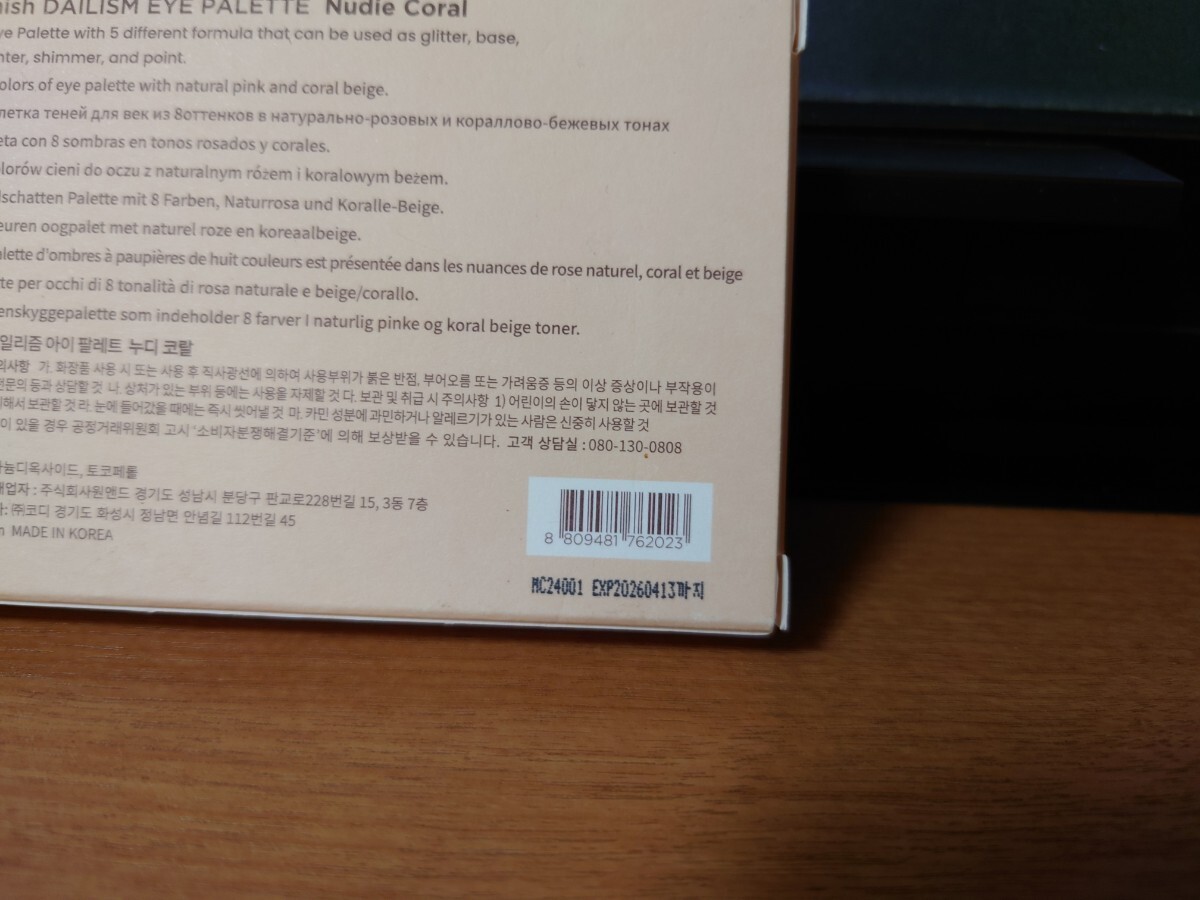 nish DAILISM EYE PALETTE Nudie Coral
ye Palette with 5 different formula that can be used as glitter, base,
nter, shimmer, and point.
olors of eye palette with natural pink and coral beige.
летка теней для век из 8оттенков в натурально-розовых и кораллово-бежевых тонах
eta con 8 sombras en tonos rosados y corales.
lorów cieni do oczu z naturalnym różem i koralowym beżem.
dschatten Palette mit 8 Farben, Naturrosa und Koralle-Beige.
euren oogpalet met naturel roze en koreaalbeige.
alette d'ombres à paupières de huit couleurs est présentée dans les nuances de rose naturel, coral et beige
te per occhi di 8 tonalità di rosa naturale e beige/corallo.
enskyggepalette som indeholder 8 farver I naturlig pinke og koral beige toner.
일리즘 아이 팔레트 누디 코랄
의사항 가. 화장품 사용 시 또는 사용 후 직사광선에 의하여 사용부위가 붉은 반점, 부어오름 또는 가려움증 등의 이상 증상이나 부작용이
전문의 등과 상담할 것 나. 상처가 있는 부위 등에는 사용을 자제할 것 다. 보관 및 취급 시 주의사항 1) 어린이의 손이 닿지 않는 곳에 보관할 것
해서 보관할 것 라. 눈에 들어갔을 때에는 즉시 씻어낼 것 마. 카민 성분에 과민하거나 알레르기가 있는 사람은 신중히 사용할 것
이 있을 경우 공정거래위원회 고시 "소비자분쟁해결기준"에 의해 보상받을 수 있습니다. 고객 상담실 : 080-130-0808
늄디옥사이드, 토코페롤
매업자 : 주식회사원앤드 경기도 성남시 분당구 판교로228번길 15, 3동 7층
: ㈜코디 경기도 화성시 정남면 안녕길 112번길 45
MADE IN KOREA
8 809481 762023
MC24001 EXP20260413까지